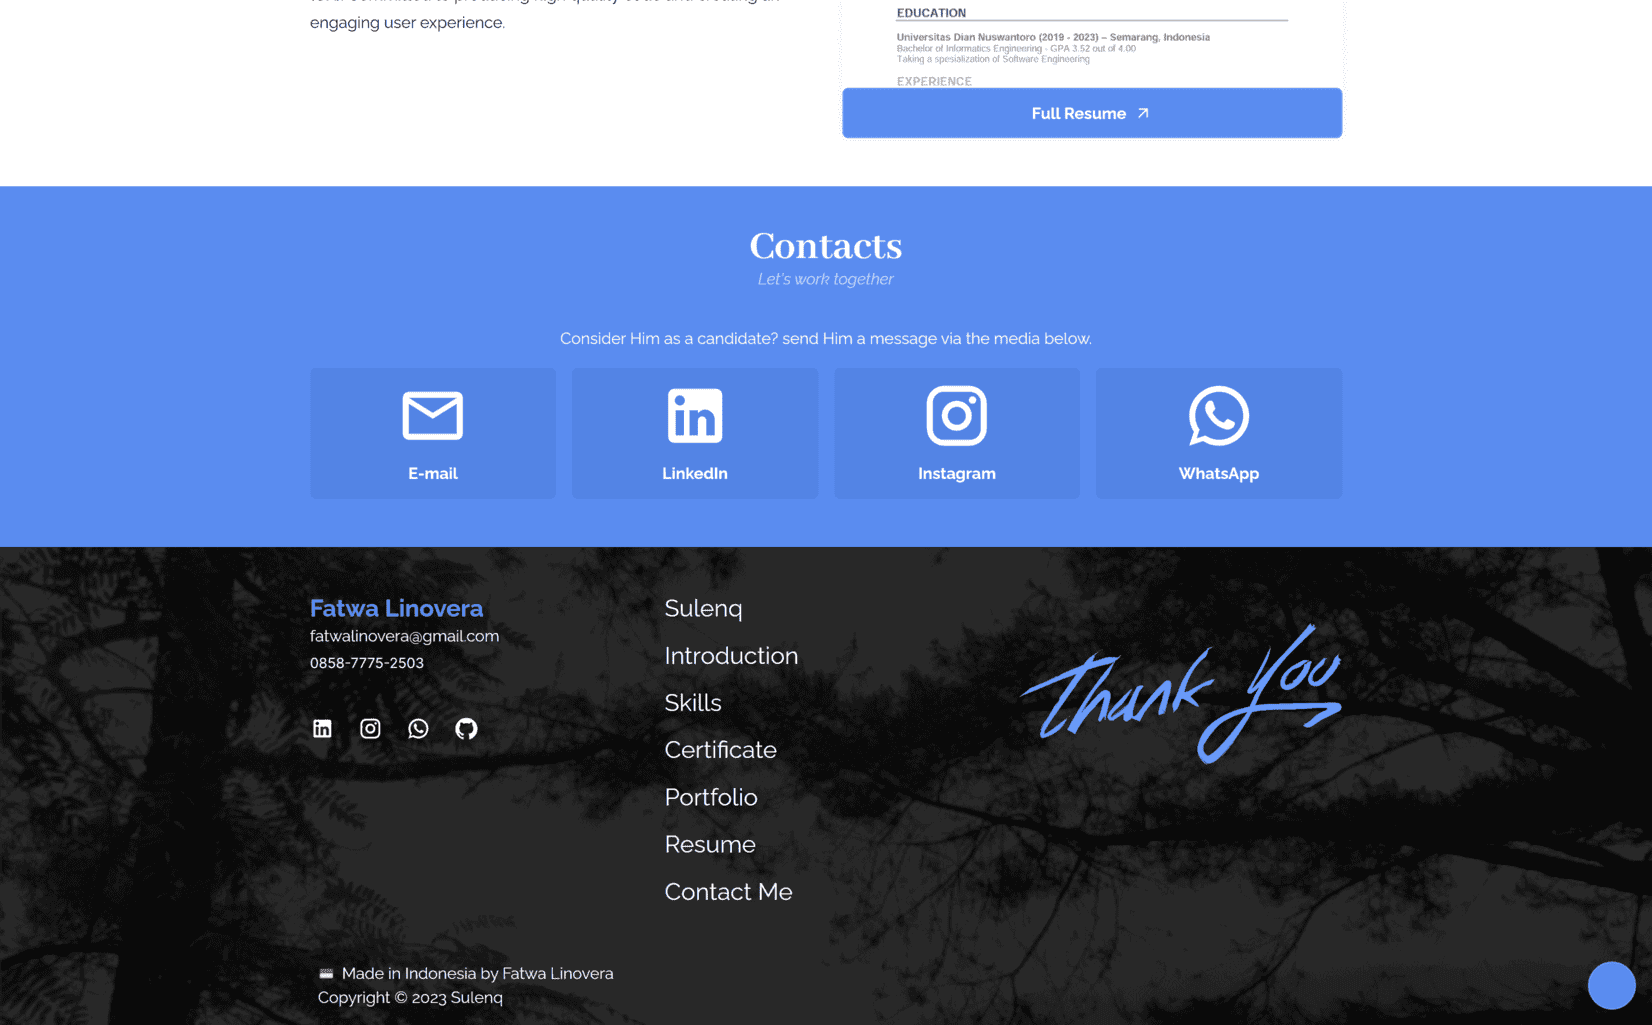 engaging user experience.
EDUCATION
Universitas Dian Nuswantoro (2019 - 2023) – Semarang, Indonesia
Bachelor of Informatics Engineering - GPA 3.52 out of 4.00
Taking a spesialization of Software Engineering
EXPERIENCE
Full Resume
Contacts
Let's work together
Consider Him as a candidate? send Him a message via the media below.
E-mail
LinkedIn
Instagram
WhatsApp
Fatwa Linovera
fatwalinovera@gmail.com
0858-7775-2503
Sulenq
Introduction
Skills
Certificate
Portfolio
Resume
Contact Me
Thank You
Made in Indonesia by Fatwa Linovera
Copyright © 2023 Sulenq